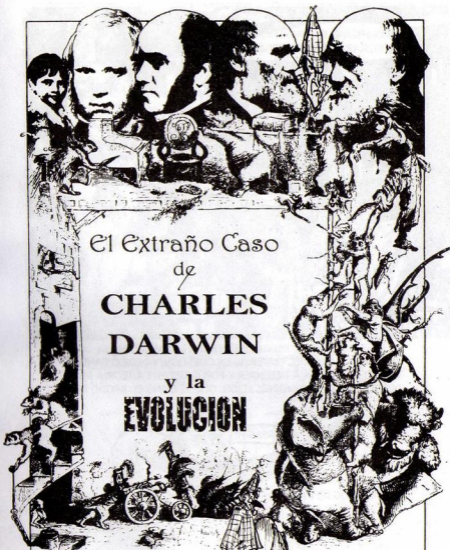 El Extraño Caso
de
CHARLES
DARWIN
y la
EVOLUCION